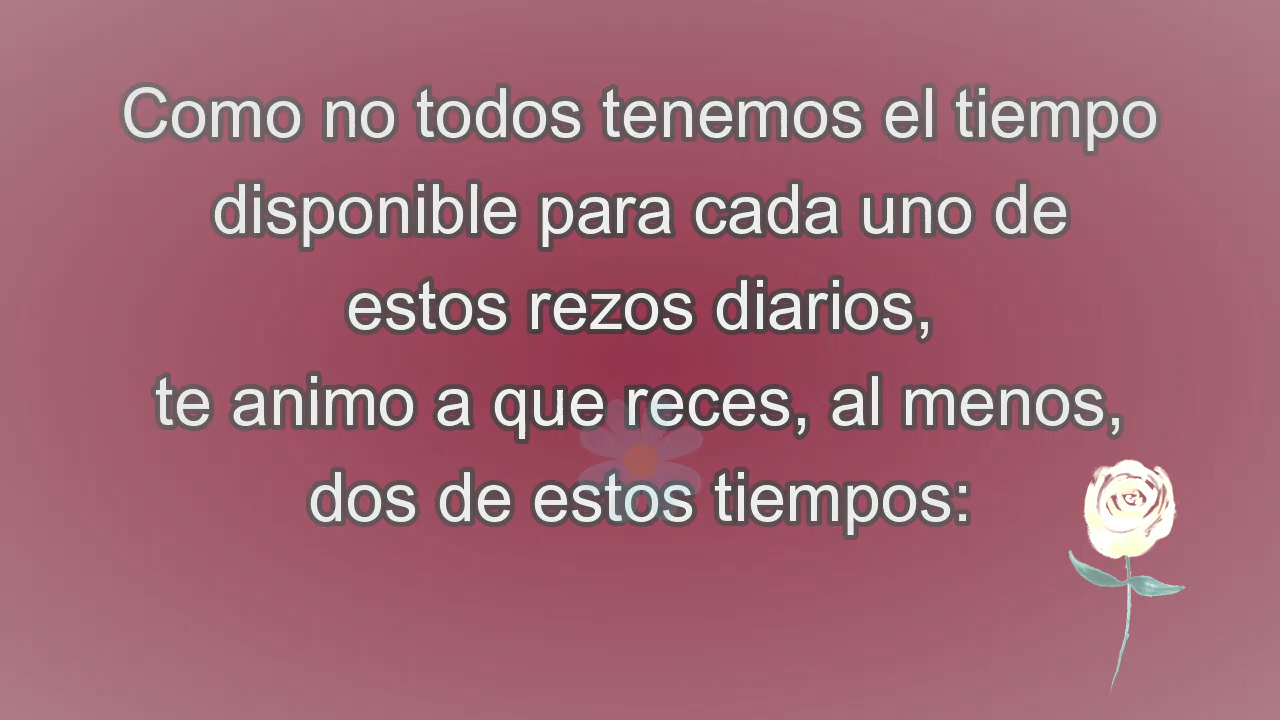 Como no todos tenemos el tiempo
disponible para cada uno de
estos rezos diarios,
te animo a que reces, al menos,
dos de estos tiempos: